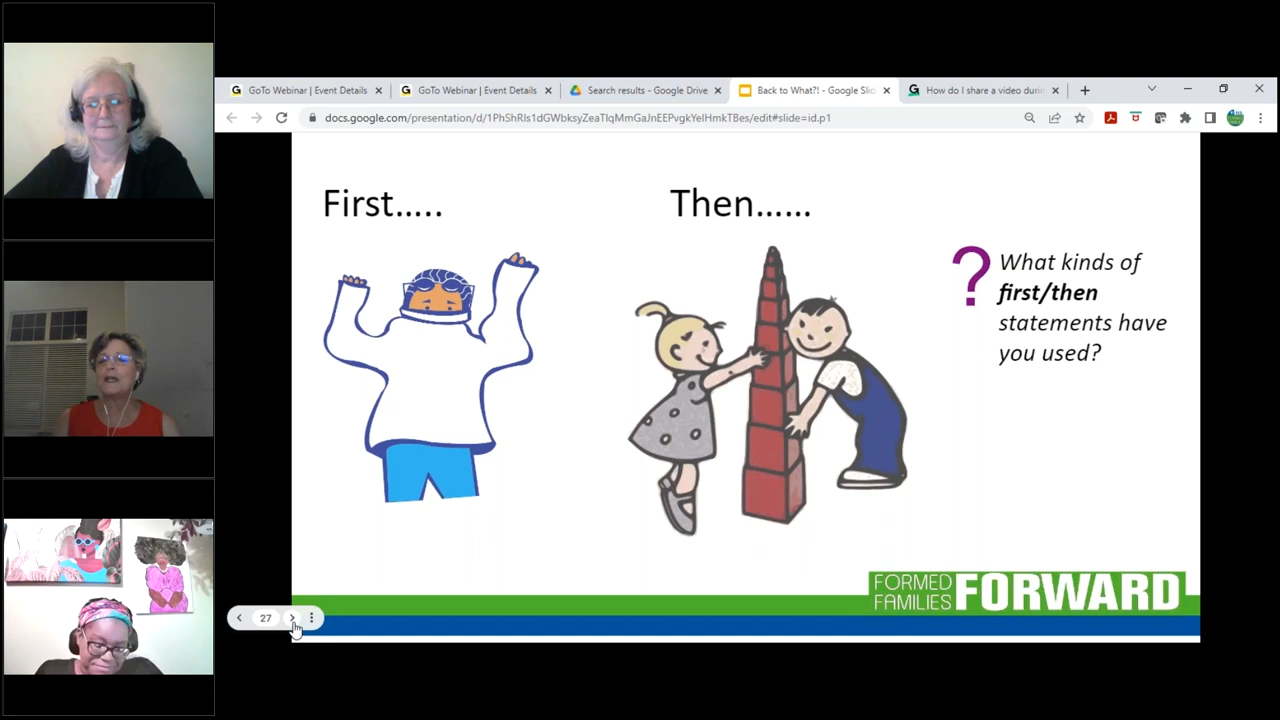 GoTo Webinar | Event Details
GoTo Webinar | Event Details
Search results - Google Drive
Back to What?! - Google Slid
How do I share a video durin
docs.google.com/presentation/d/1PhShRls1dGWbksyZeaTlqMmGaJnEEPvgkYelHmkTBes/edit#slide=id.p1
First.....
Then......
? What kinds of
first/then
statements have
you used?
FORMED
FAMILIES FORWARD
27